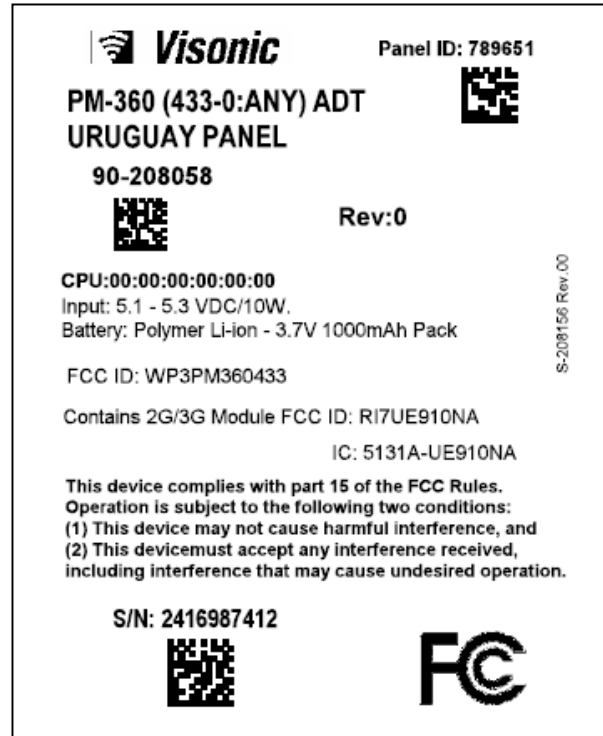 Visonic
Panel ID: 789651
PM-360 (433-0:ANY) ADT
URUGUAY PANEL
90-208058
Rev:0
CPU:00:00:00:00:00:00
Input: 5.1 - 5.3 VDC/10W.
Battery: Polymer Li-ion - 3.7V 1000mAh Pack
S-208156 Rev.00
FCC ID: WP3PM360433
Contains 2G/3G Module FCC ID: RI7UE910NA
IC: 5131A-UE910NA
This device complies with part 15 of the FCC Rules.
Operation is subject to the following two conditions:
(1) This device may not cause harmful interference, and
(2) This devicemust accept any interference received,
including interference that may cause undesired operation.
S/N: 2416987412
FC